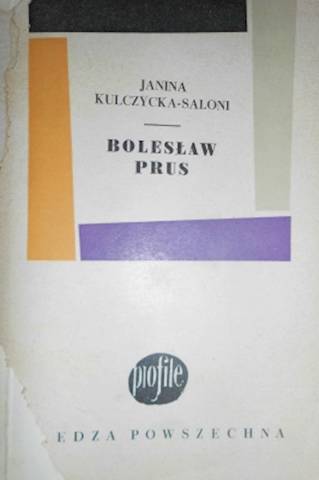 JANINA
KULCZYCKA-SALONI
BOLESŁAW
PRUS
profile
EDZA POWSZECHNA